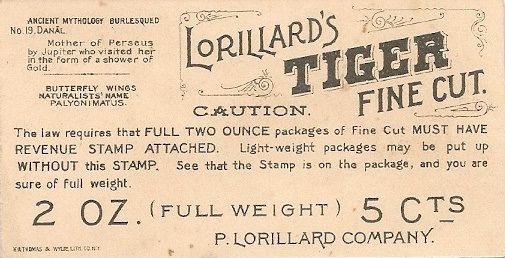 ANCIENT MYTHOLOGY BURLESQUED
No. 19. DANAË.
Mother of Perseus
by Jupiter who visited her
in the form of a shower of
Gold.
BUTTERFLY WINGS
NATURALISTS' NAME
PALYONIMATUS.
LORILLARD'S
TIGER
FINE CUT.
CAUTION.
The law requires that FULL TWO OUNCE packages of Fine Cut MUST HAVE
REVENUE STAMP ATTACHED. Light-weight packages may be put up
WITHOUT this STAMP. See that the Stamp is on the package, and you are
sure of full weight.
2 OZ. (FULL WEIGHT) 5 CTS
P. LORILLARD COMPANY.
THOMAS & WYLIE LITH. CO. N.Y.